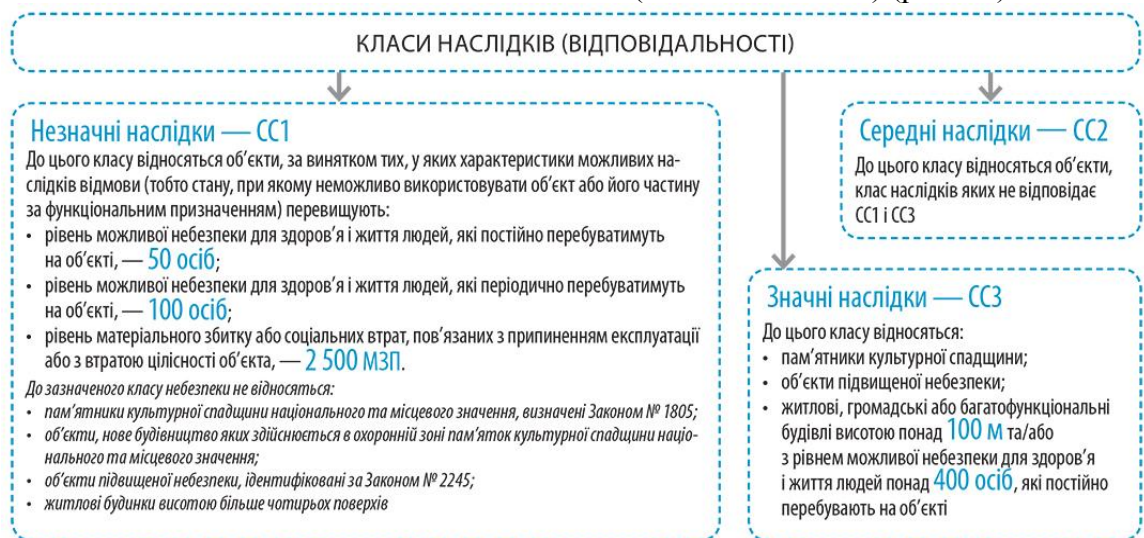 КЛАСИ НАСЛІДКІВ (ВІДПОВІДАЛЬНОСТІ)
Незначні наслідки — СС1
До цього класу відносяться об’єкти, за винятком тих, у яких характеристики можливих на-
слідків відмови (тобто стану, при якому неможливо використовувати об’єкт або його частину
за функціональним призначенням) перевищують:
• рівень можливої небезпеки для здоров’я і життя людей, які постійно перебуватимуть
на об’єкті, — 50 осіб;
• рівень можливої небезпеки для здоров’я і життя людей, які періодично перебуватимуть
на об’єкті, — 100 осіб;
• рівень матеріального збитку або соціальних втрат, пов’язаних з припиненням експлуатації
або з втратою цілісності об’єкта, — 2 500 МЗП.
До зазначеного класу небезпеки не відносяться:
• пам’ятники культурної спадщини національного та місцевого значення, визначені Законом № 1805;
• об’єкти, нове будівництво яких здійснюється в охоронній зоні пам’яток культурної спадщини націо-
нального та місцевого значення;
• об’єкти підвищеної небезпеки, ідентифіковані за Законом № 2245;
• житлові будинки висотою більше чотирьох поверхів
Середні наслідки — СС2
До цього класу відносяться об’єкти,
клас наслідків яких не відповідає
СС1 і СС3
Значні наслідки — СС3
До цього класу відносяться:
• пам’ятники культурної спадщини;
• об’єкти підвищеної небезпеки;
• житлові, громадські або багатофункціональні
будівлі висотою понад 100 м та/або
з рівнем можливої небезпеки для здоров’я
і життя людей понад 400 осіб, які постійно
перебувають на об’єкті